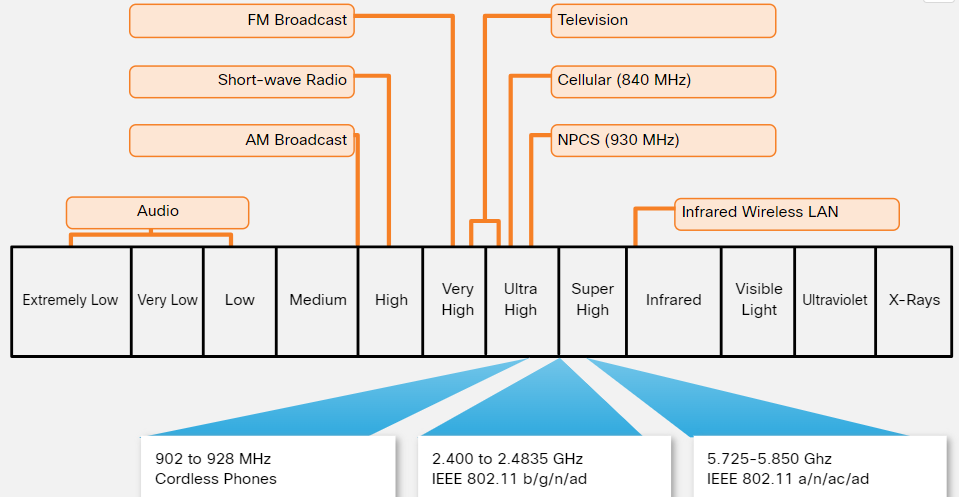 FM Broadcast
Television
Short-wave Radio
Cellular (840 MHz)
AM Broadcast
NPCS (930 MHz)
Audio
Infrared Wireless LAN
Extremely Low
Very Low
Low
Medium
High
Very
High
Ultra
High
Super
High
Infrared
Visible
Light
Ultraviolet
X-Rays
902 to 928 MHz
Cordless Phones
2.400 to 2.4835 GHz
IEEE 802.11 b/g/n/ad
5.725-5.850 Ghz
IEEE 802.11 a/n/ac/ad